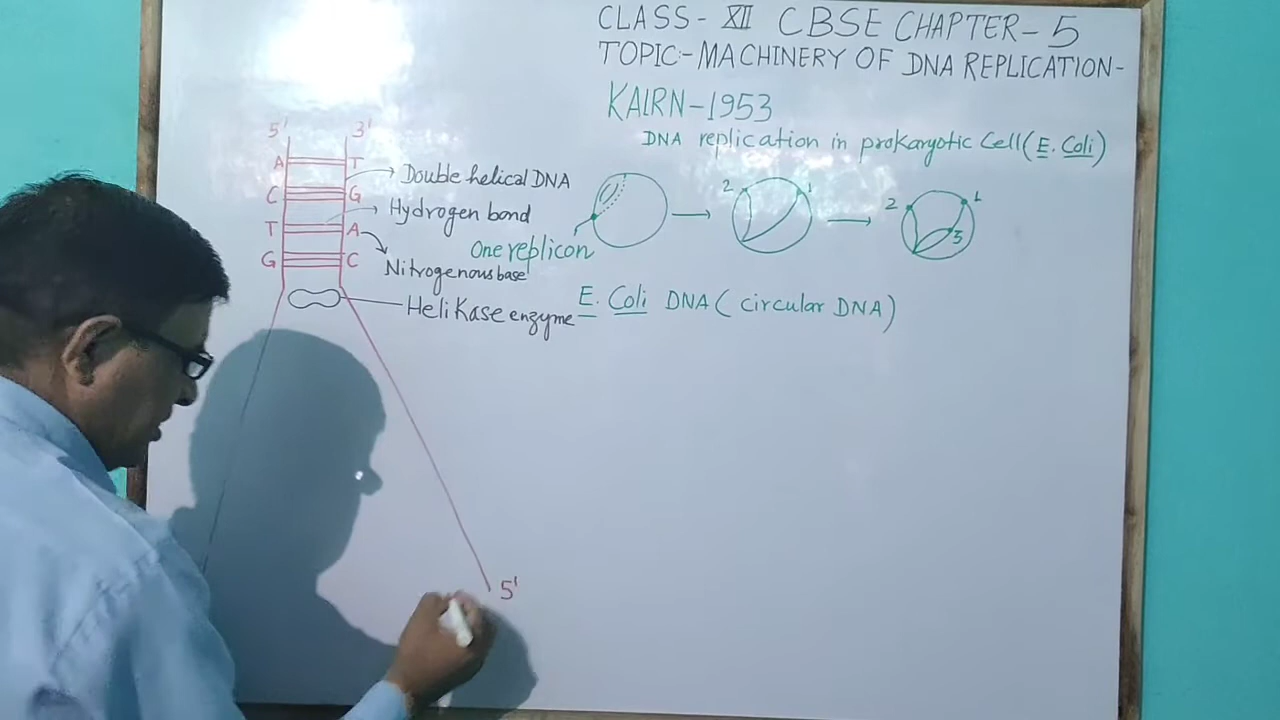 CLASS- XII CBSE CHAPTER-5
TOPIC:-MACHINERY OF DNA REPLICATION-
KAIRN-1953
DNA replication in prokaryotic Cell(E. Coli)
5' 3'
A T
Double helical DNA
C G
Hydrogen bond
T A
Nitrogenous base
G C
HeliKase enzyme
One replicon
2 1
2 1
3
E. Coli DNA (circular DNA)
5'